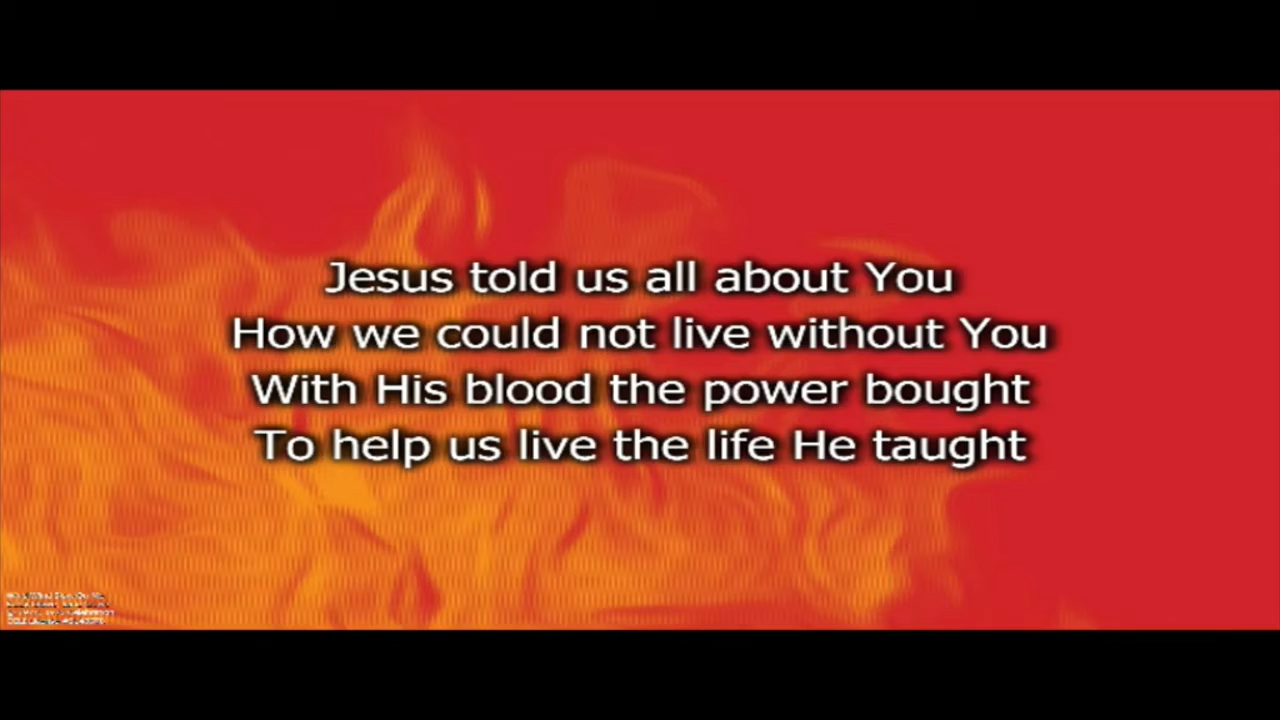 Jesus told us all about You
How we could not live without You
With His blood the power bought
To help us live the life He taught